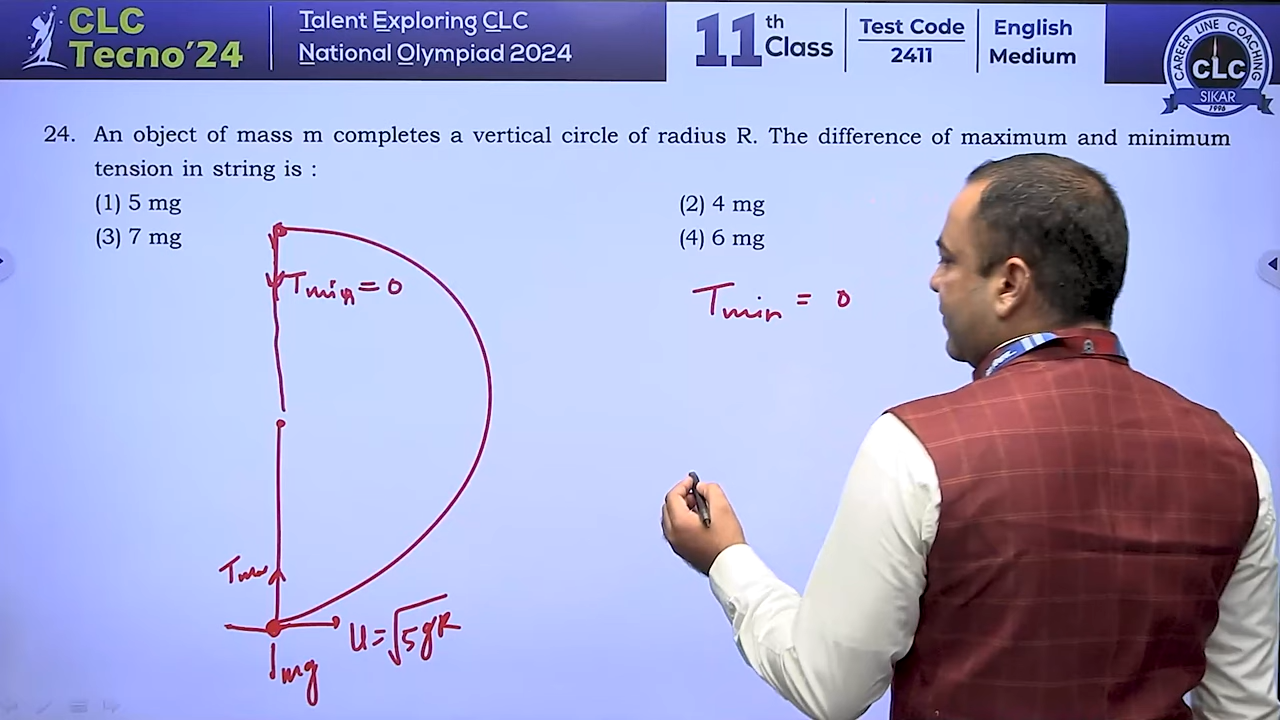 CLC
Tecno'24
Talent Exploring CLC
National Olympiad 2024
11th Class
Test Code
2411
English
Medium
CAREER LINE COACHING
CLC
SIKAR
1996
24. An object of mass m completes a vertical circle of radius R. The difference of maximum and minimum
tension in string is :
(1) 5 mg
(2) 4 mg
(3) 7 mg
(4) 6 mg
Tmin = 0
Tmin = 0
Tmax
U = √5gR
mg